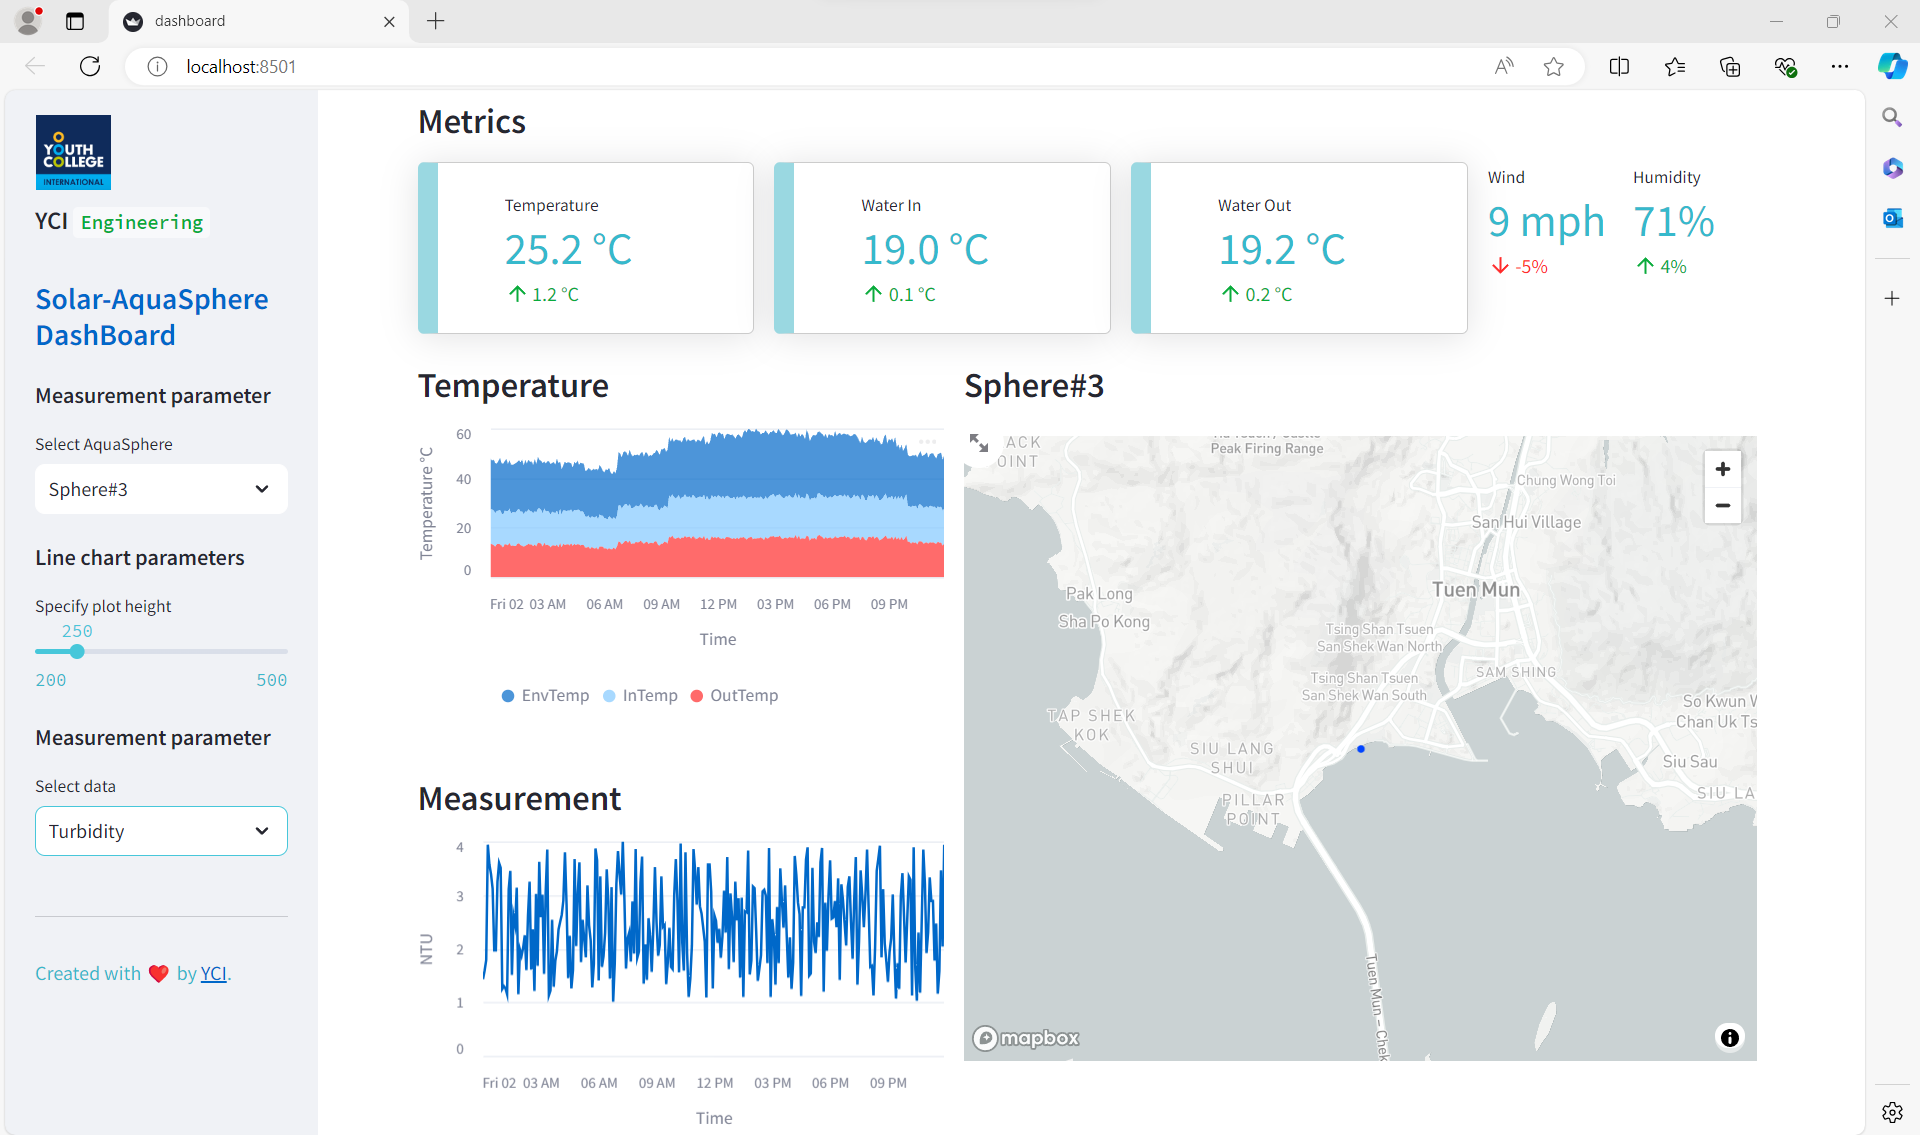 dashboard
localhost:8501
YOUTH
COLLEGE
INTERNATIONAL
YCI Engineering
Solar-AquaSphere
DashBoard
Measurement parameter
Select AquaSphere
Sphere#3
Line chart parameters
Specify plot height
250
200 500
Measurement parameter
Select data
Turbidity
Created with ❤️ by YCI.
Metrics
Temperature
25.2 °C
↑ 1.2 °C
Water In
19.0 °C
↑ 0.1 °C
Water Out
19.2 °C
↑ 0.2 °C
Wind
9 mph
↓ -5%
Humidity
71%
↑ 4%
Temperature
Temperature °C
60
40
20
0
Fri 02 03 AM 06 AM 09 AM 12 PM 03 PM 06 PM 09 PM
Time
EnvTemp InTemp OutTemp
Measurement
NTU
4
3
2
1
0
Fri 02 03 AM 06 AM 09 AM 12 PM 03 PM 06 PM 09 PM
Time
Sphere#3
ACK
OINT
Peak Firing Range
Chung Wong Toi
San Hui Village
Tuen Mun
Pak Long
Sha Po Kong
Tsing Shan Tsuen
San Shek Wan North
SAM SHING
Tsing Shan Tsuen
San Shek Wan South
So Kwun W
Chan Uk Ts
TAP SHEK
KOK
SIU LANG
SHUI
Siu Sau
SIU LA
PILLAR
POINT
Tuen Mun - Chek
mapbox